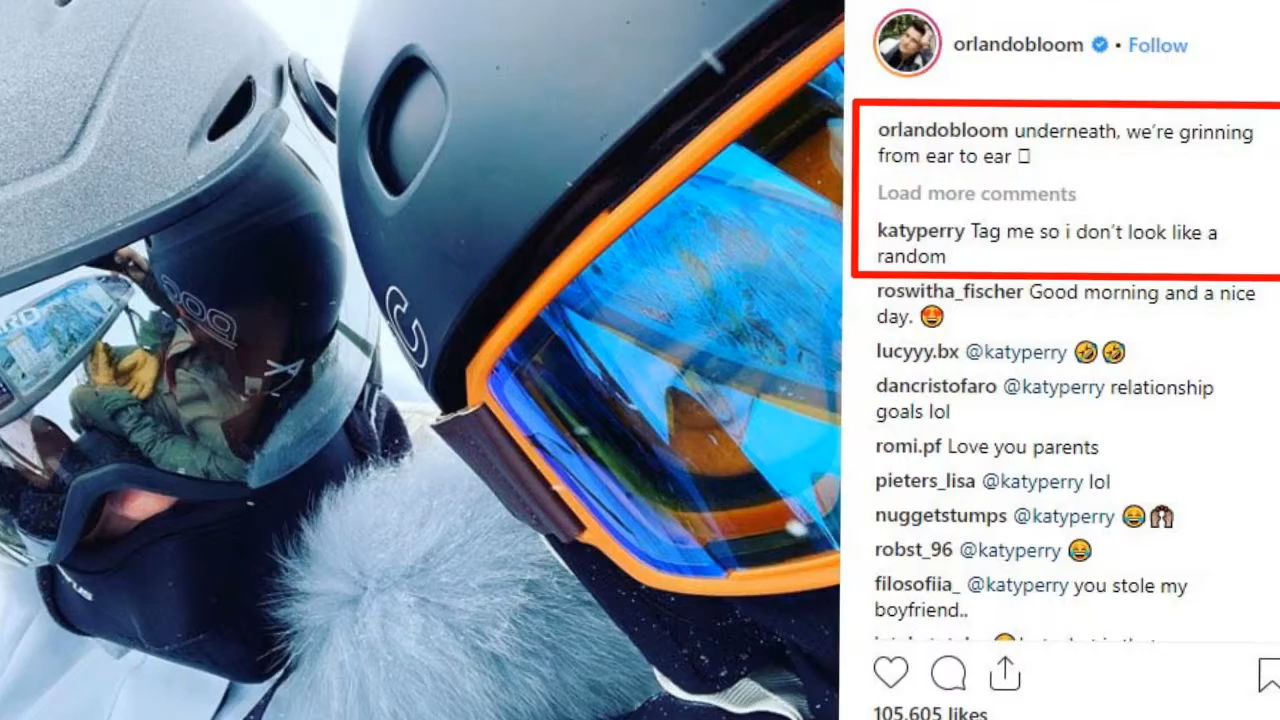 orlandobloom • Follow
orlandobloom underneath, we're grinning
from ear to ear
Load more comments
katyperry Tag me so i don't look like a
random
roswitha_fischer Good morning and a nice
day. 🤩
lucyyy.bx @katyperry 🤣🤣
dancristofaro @katyperry relationship
goals lol
romi.pf Love you parents
pieters_lisa @katyperry lol
nuggetstumps @katyperry 😂
robst_96 @katyperry 😂
filosofiia_ @katyperry you stole my
boyfriend..
105,605 likes